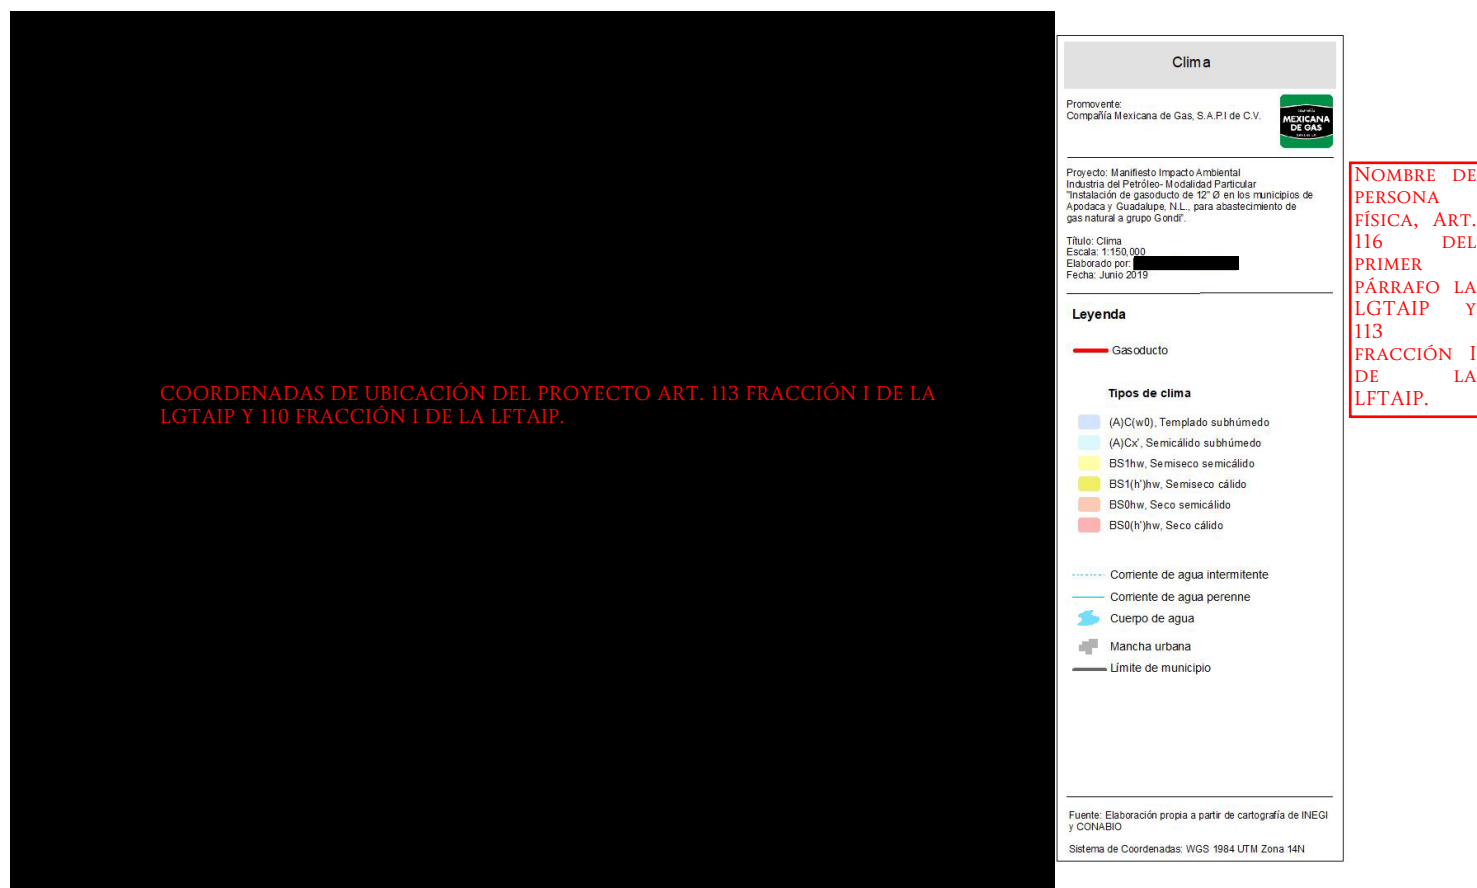 COORDENADAS DE UBICACIÓN DEL PROYECTO ART. 113 FRACCIÓN I DE LA
LGTAIP Y 110 FRACCIÓN I DE LA LFTAIP.
Clima
Promovente:
Compañía Mexicana de Gas, S.A.P.I de C.V.
MEXICANA
DE GAS
Proyecto: Manifiesto Impacto Ambiental
Industria del Petróleo- Modalidad Particular
"Instalación de gasoducto de 12" Ø en los municipios de
Apodaca y Guadalupe, N.L., para abastecimiento de
gas natural a grupo Gondi".
Título: Clima
Escala: 1:150,000
Elaborado por:
Fecha: Junio 2019
Leyenda
Gasoducto
Tipos de clima
(A)C(w0), Templado subhúmedo
(A)Cx', Semicálido subhúmedo
BS1hw, Semiseco semicálido
BS1(h')hw, Semiseco cálido
BS0hw, Seco semicálido
BS0(h')hw, Seco cálido
Corriente de agua intermitente
Corriente de agua perenne
Cuerpo de agua
Mancha urbana
Límite de municipio
Fuente: Elaboración propia a partir de cartografía de INEGI
y CONABIO
Sistema de Coordenadas: WGS 1984 UTM Zona 14N
NOMBRE DE
PERSONA
FÍSICA, ART.
116 DEL
PRIMER
PÁRRAFO LA
LGTAIP Y
113
FRACCIÓN I
DE LA
LFTAIP.